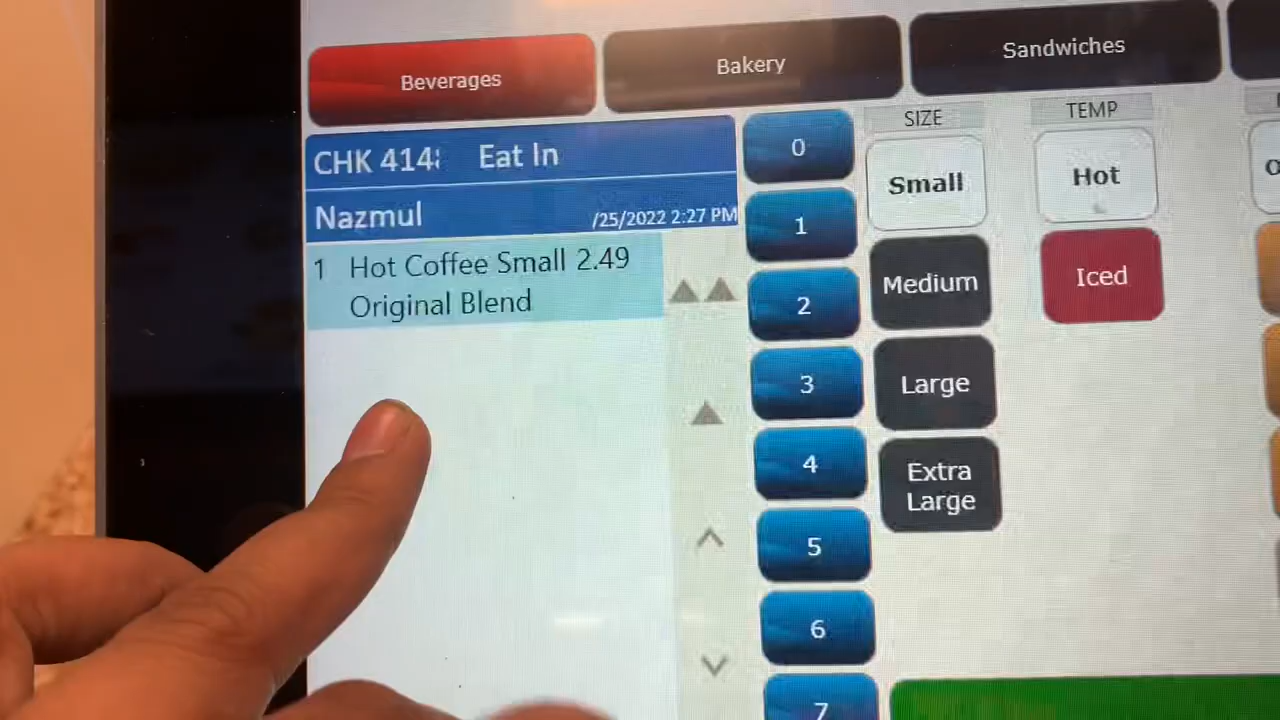 Beverages
Bakery
Sandwiches
CHK 414
Eat In
Nazmul
/25/2022 2:27 PM
1 Hot Coffee Small 2.49
Original Blend
0
1
2
3
4
5
6
7
SIZE
Small
Medium
Large
Extra
Large
TEMP
Hot
Iced